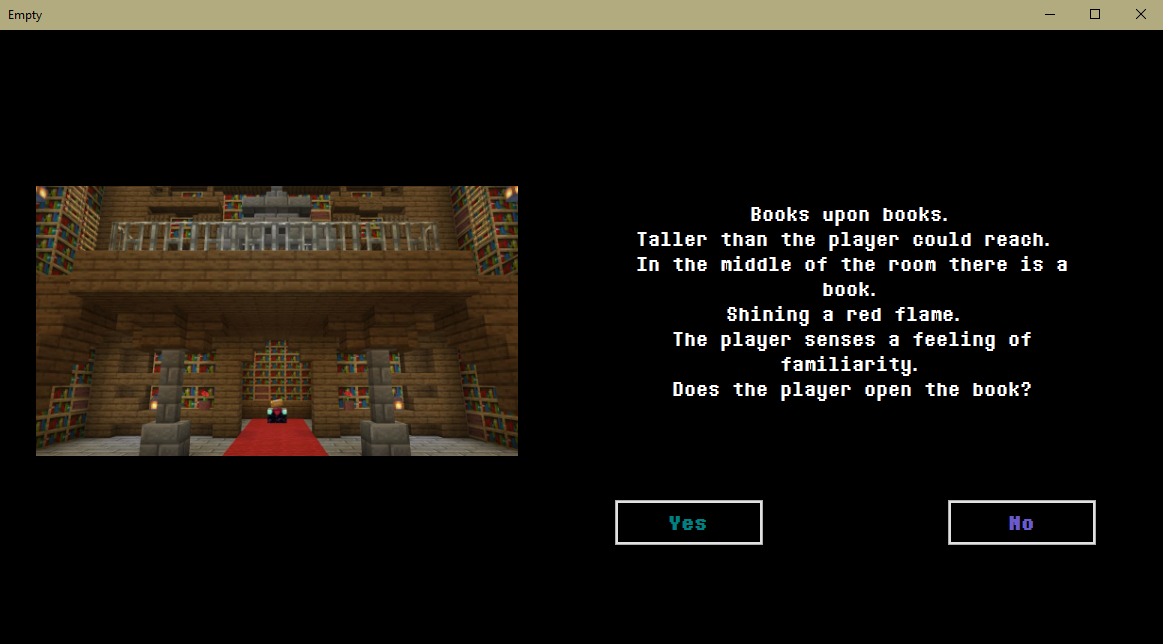 Empty
Books upon books.
Taller than the player could reach.
In the middle of the room there is a
book.
Shining a red flame.
The player senses a feeling of
familiarity.
Does the player open the book?
Yes
No